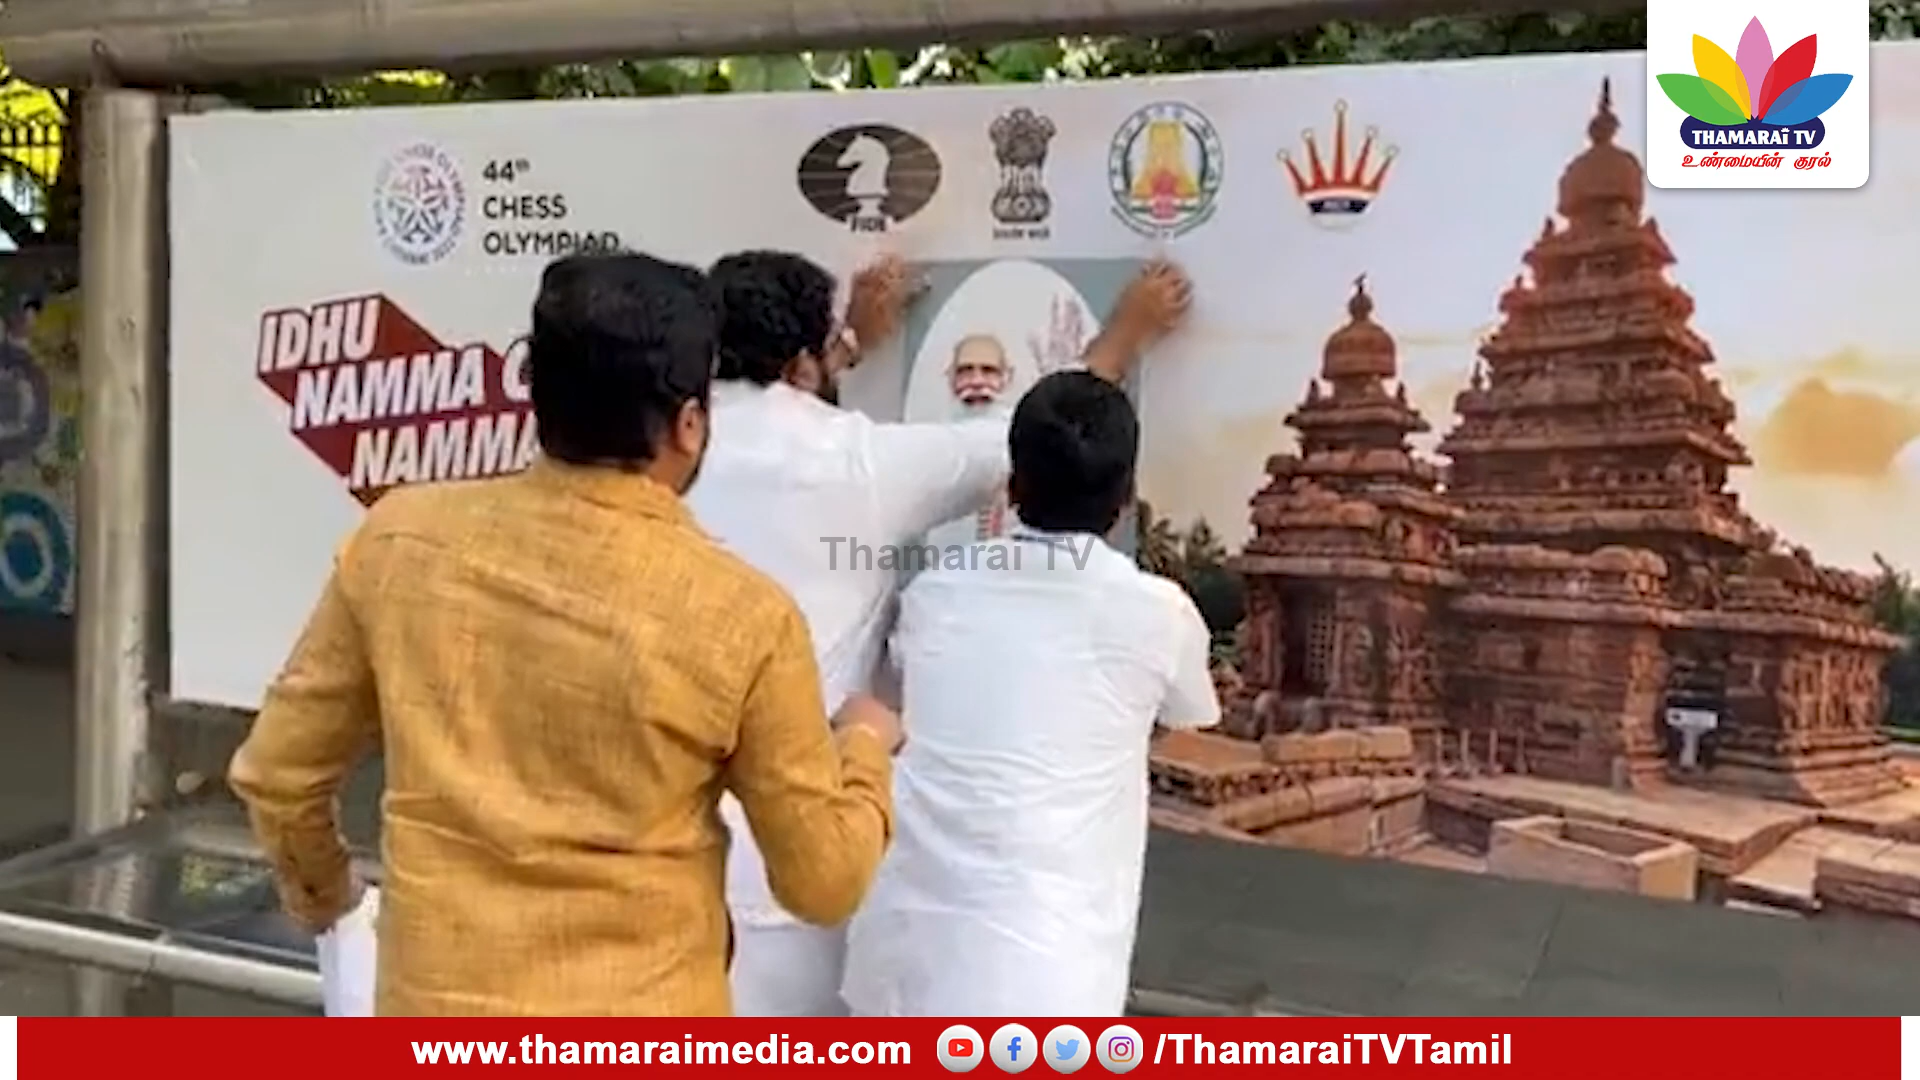 THAMARAI TV
உண்மையின் குரல்
44th
CHESS
OLYMPIAD
FIDE
IDHU
NAMMA C
NAMMA
Thamarai TV
www.thamaraimedia.com /ThamaraiTVTamil